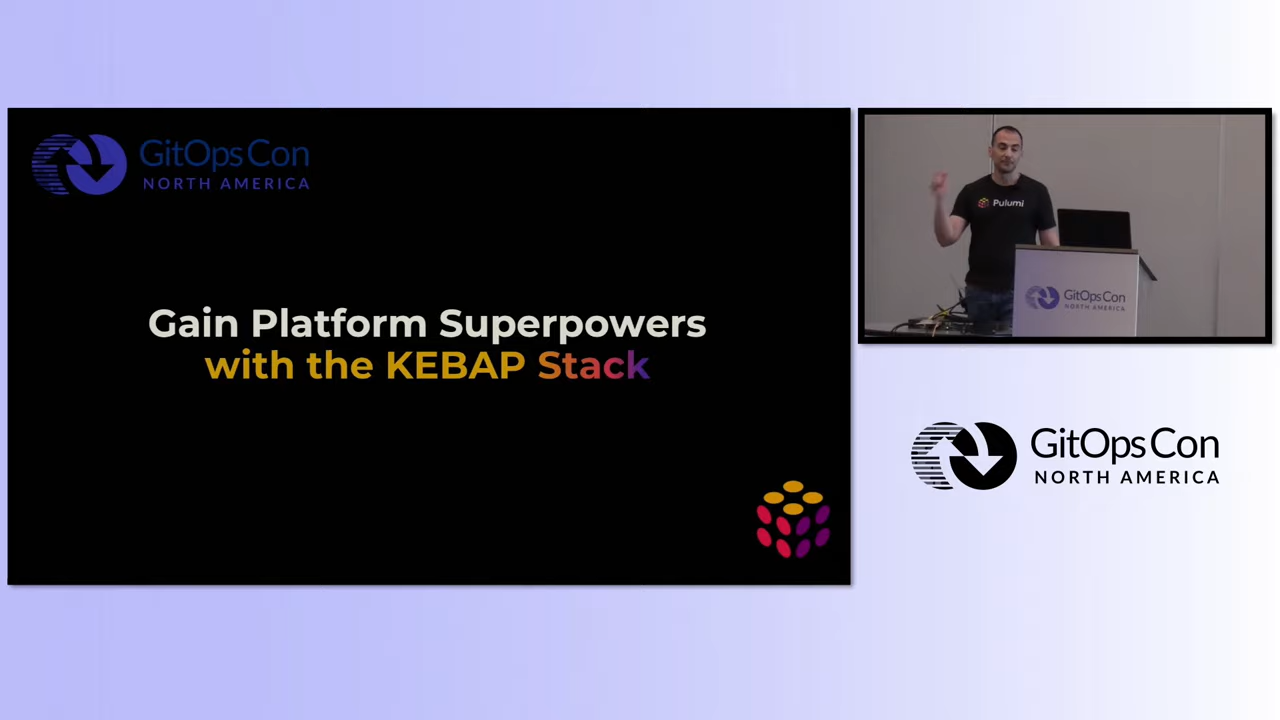 GitOps Con
NORTH AMERICA
Gain Platform Superpowers
with the KEBAP Stack
Pulumi
GitOps Con
NORTH AMERICA
GitOps Con
NORTH AMERICA